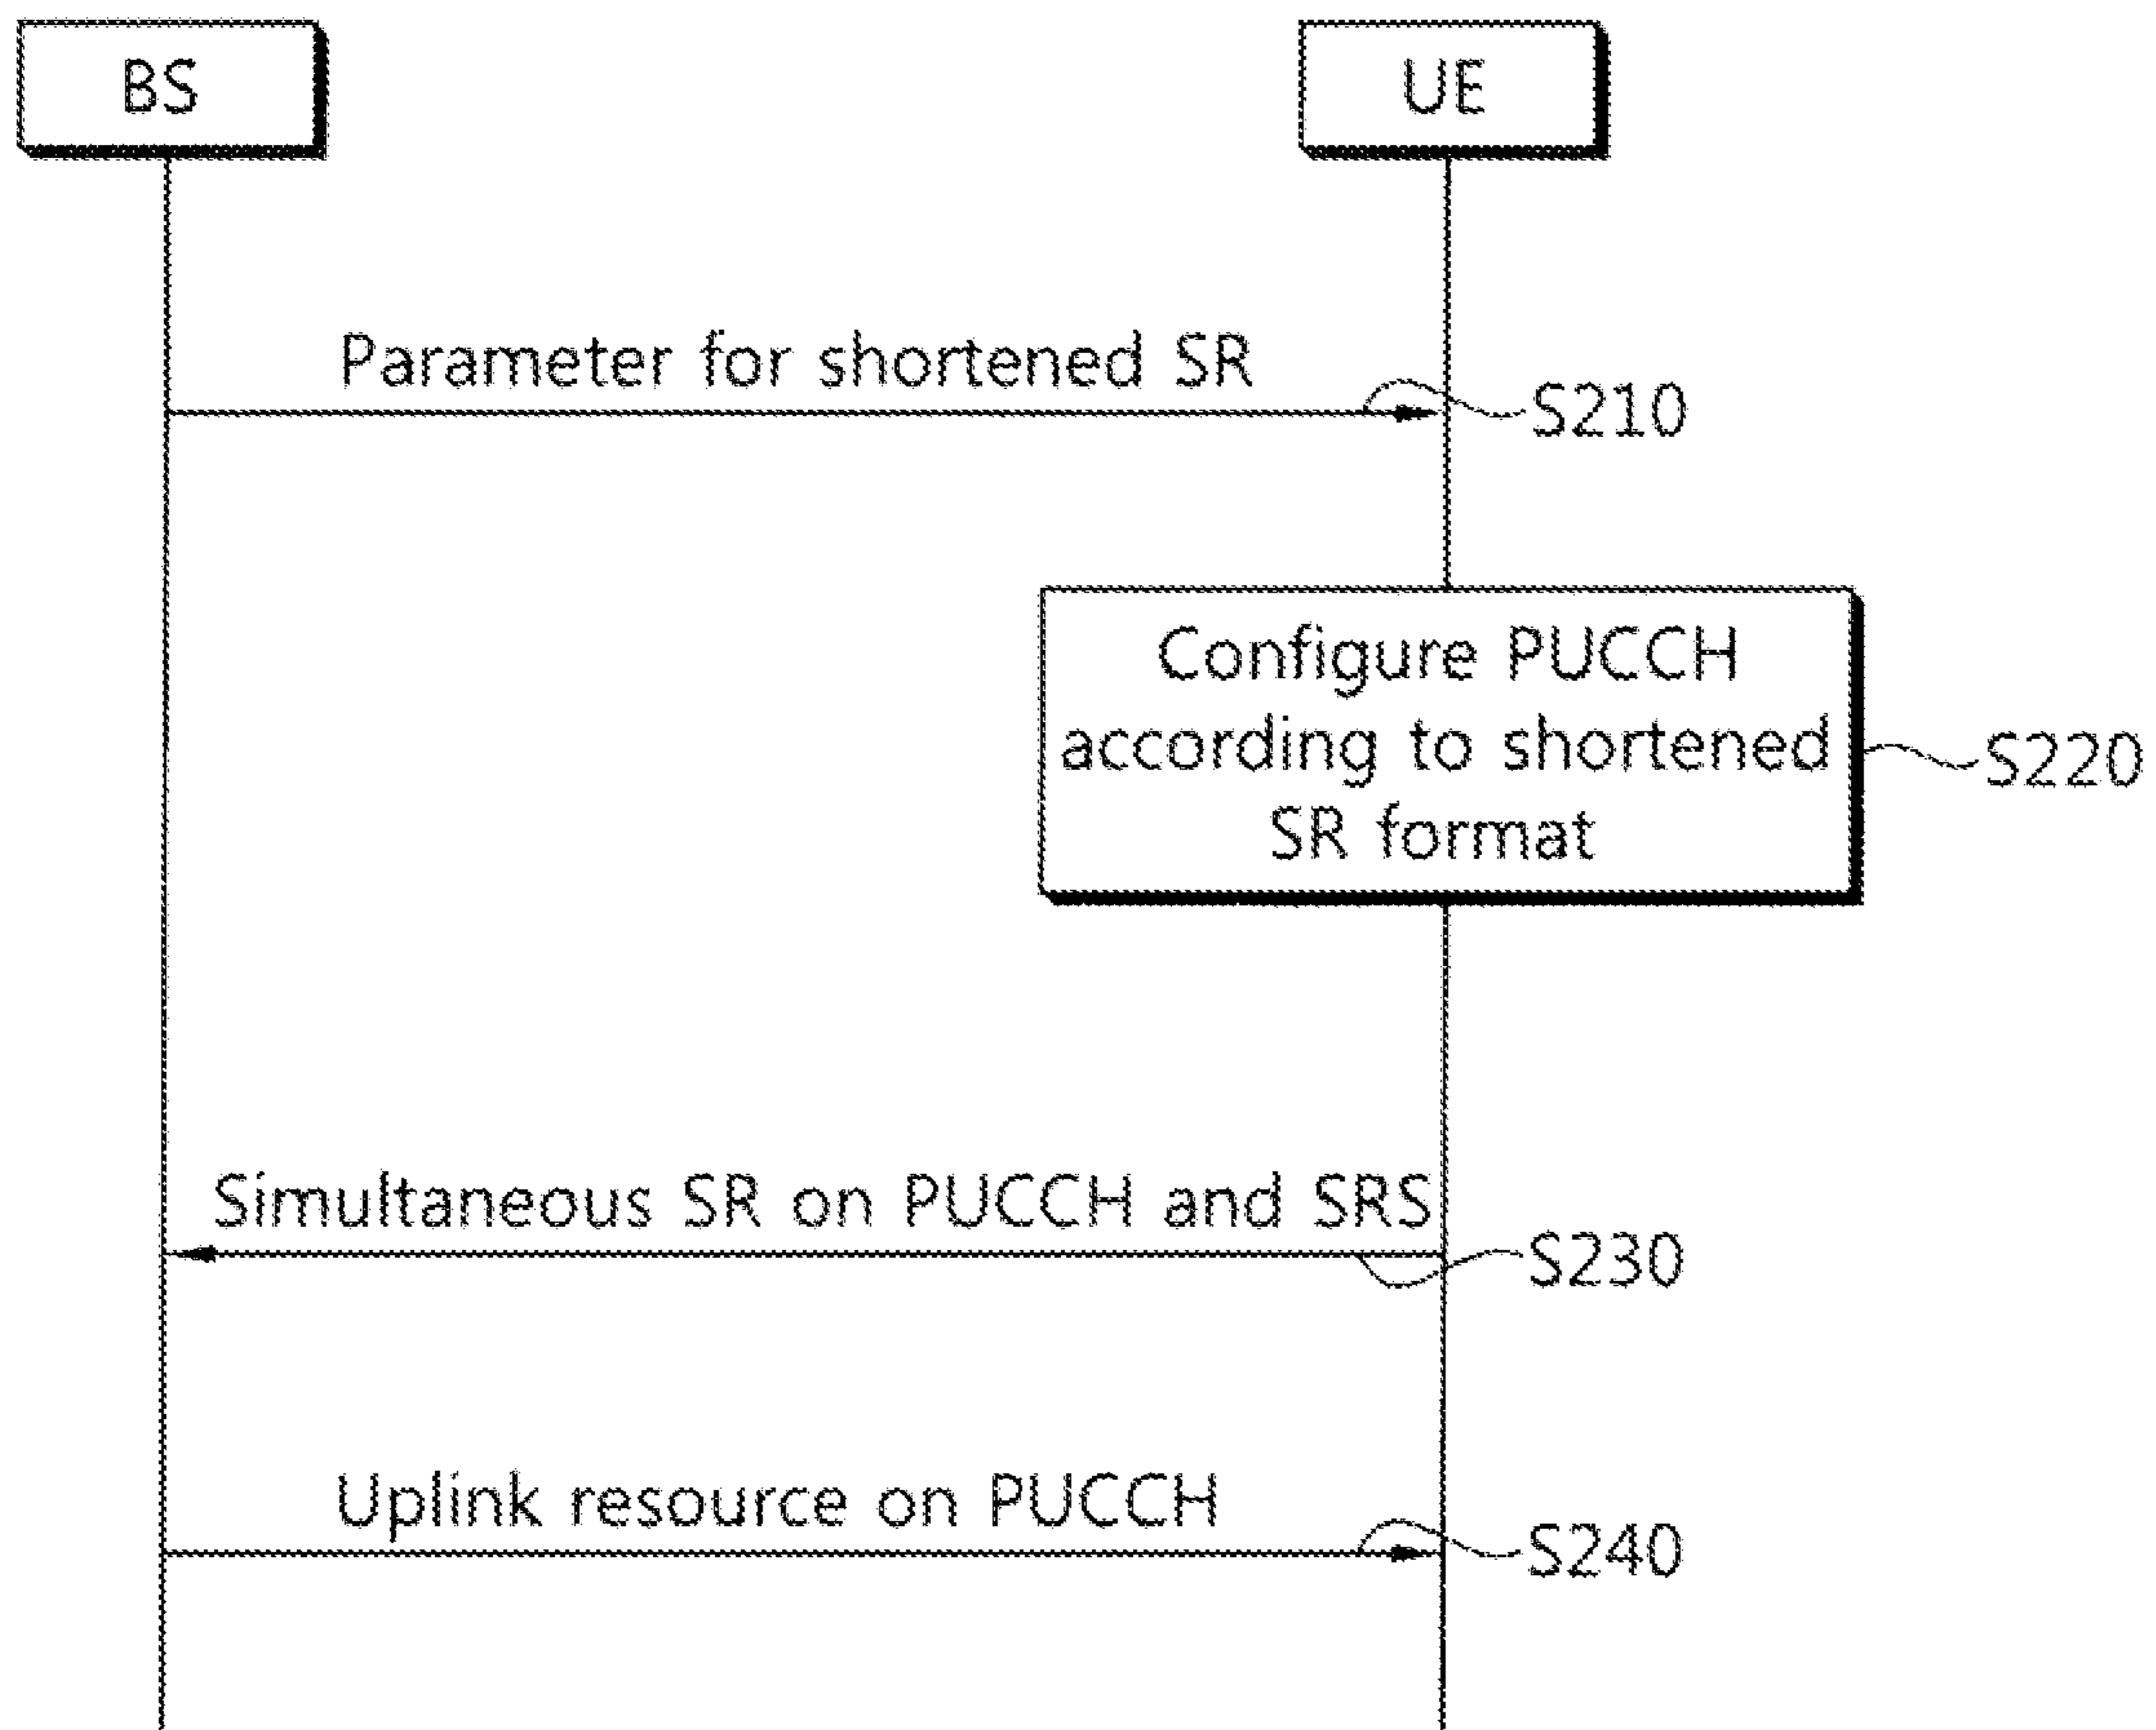 BS
UE
Parameter for shortened SR
S210
Configure PUCCH
according to shortened
SR format
S220
Simultaneous SR on PUCCH and SRS
S230
Uplink resource on PUCCH
S240